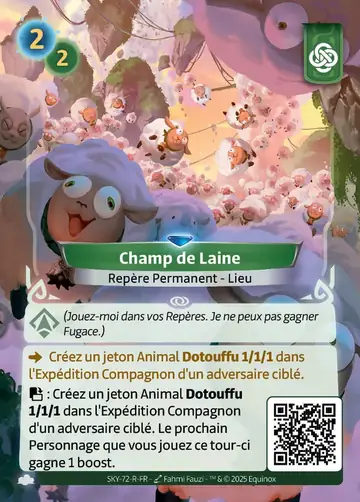 2
2
Champ de Laine
Repère Permanent - Lieu
(Jouez-moi dans vos Repères. Je ne peux pas gagner
Fugace.)
Créez un jeton Animal Dotouffu 1/1/1 dans
l'Expédition Compagnon d'un adversaire ciblé.
: Créez un jeton Animal Dotouffu
1/1/1 dans l'Expédition Compagnon
d'un adversaire ciblé. Le prochain
Personnage que vous jouez ce tour-ci
gagne 1 boost.
SKY-72-R-FR - Fahmi Fauzi - ™ & © 2025 Equinox